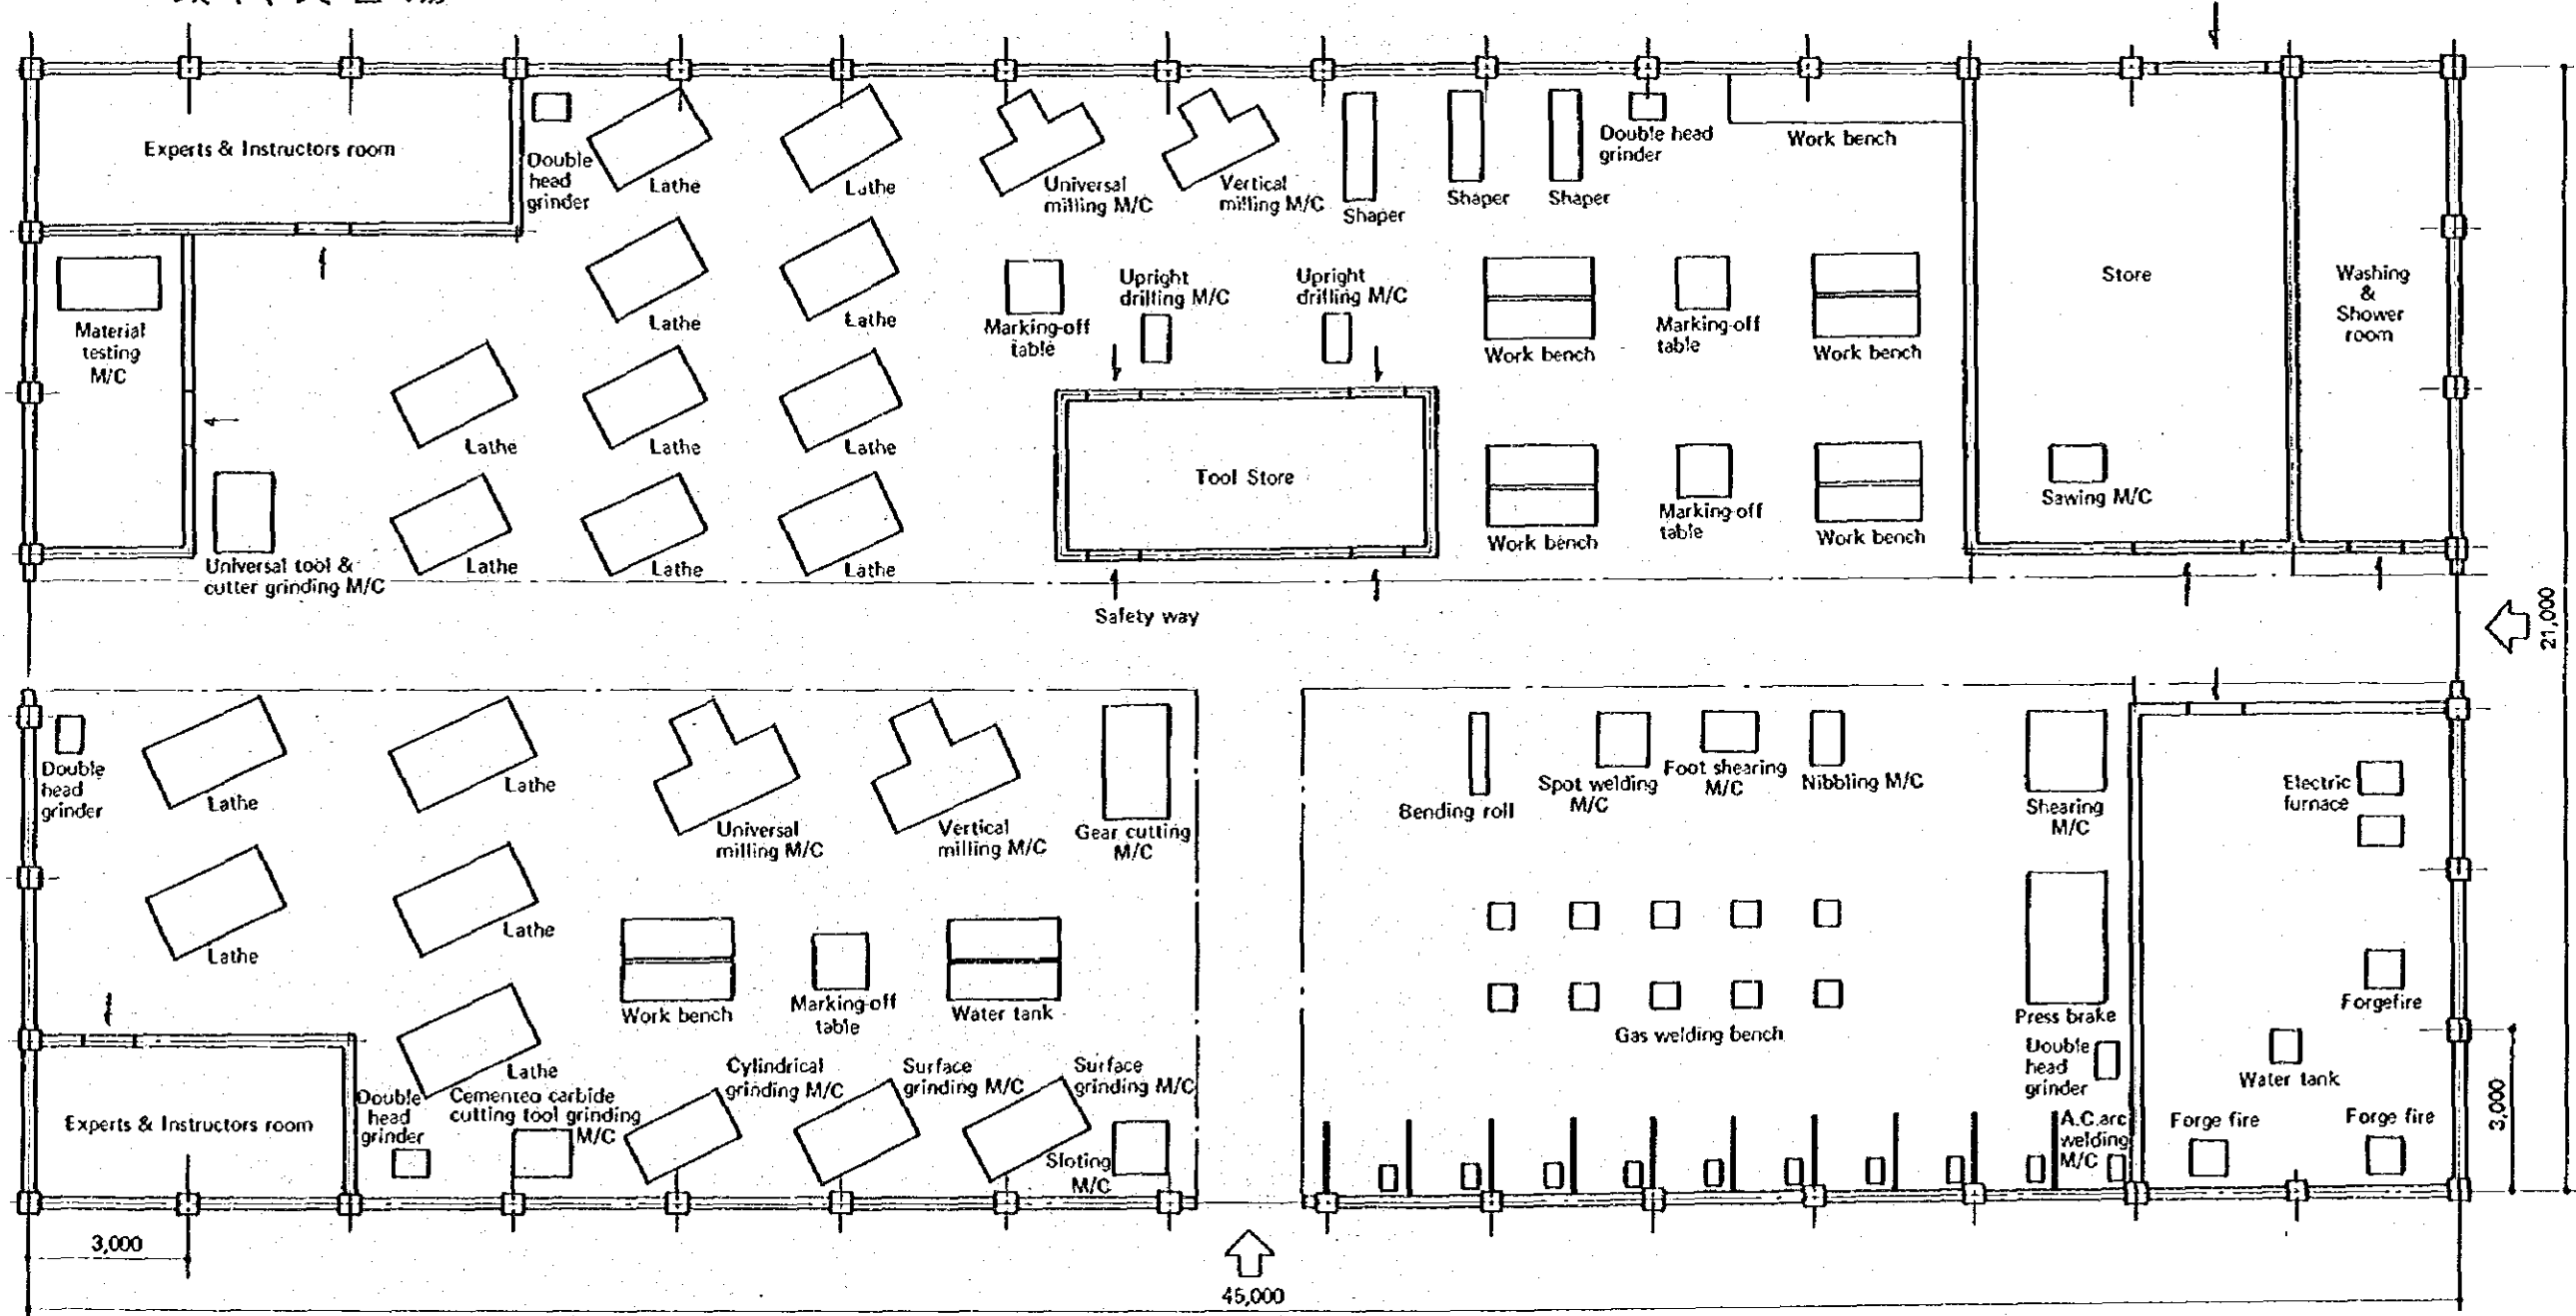 Experts & Instructors room
Double
head
grinder
Lathe
Lathe
Universal
milling M/C
Vertical
milling M/C
Shaper
Shaper
Shaper
Double head
grinder
Work bench
Material
testing
M/C
Lathe
Lathe
Marking-off
table
Upright
drilling M/C
Upright
drilling M/C
Work bench
Marking-off
table
Work bench
Store
Washing
&
Shower
room
Lathe
Lathe
Lathe
Tool Store
Universal tool &
cutter grinding M/C
Lathe
Lathe
Lathe
Work bench
Marking-off
table
Work bench
Sawing M/C
Safety way
21,000
Double
head
grinder
Lathe
Lathe
Universal
milling M/C
Vertical
milling M/C
Gear cutting
M/C
Bending roll
Spot welding
M/C
Foot shearing
M/C
Nibbling M/C
Shearing
M/C
Electric
furnace
Lathe
Lathe
Work bench
Marking-off
table
Water tank
Gas welding bench
Press brake
Forgefire
Experts & Instructors room
Lathe
Double
head
grinder
Cementeo carbide
cutting tool grinding
M/C
Cylindrical
grinding M/C
Surface
grinding M/C
Surface
grinding M/C
Sloting
M/C
Double
head
grinder
A.C.arc
welding
M/C
Water tank
Forge fire
Forge fire
3,000
3,000
45,000